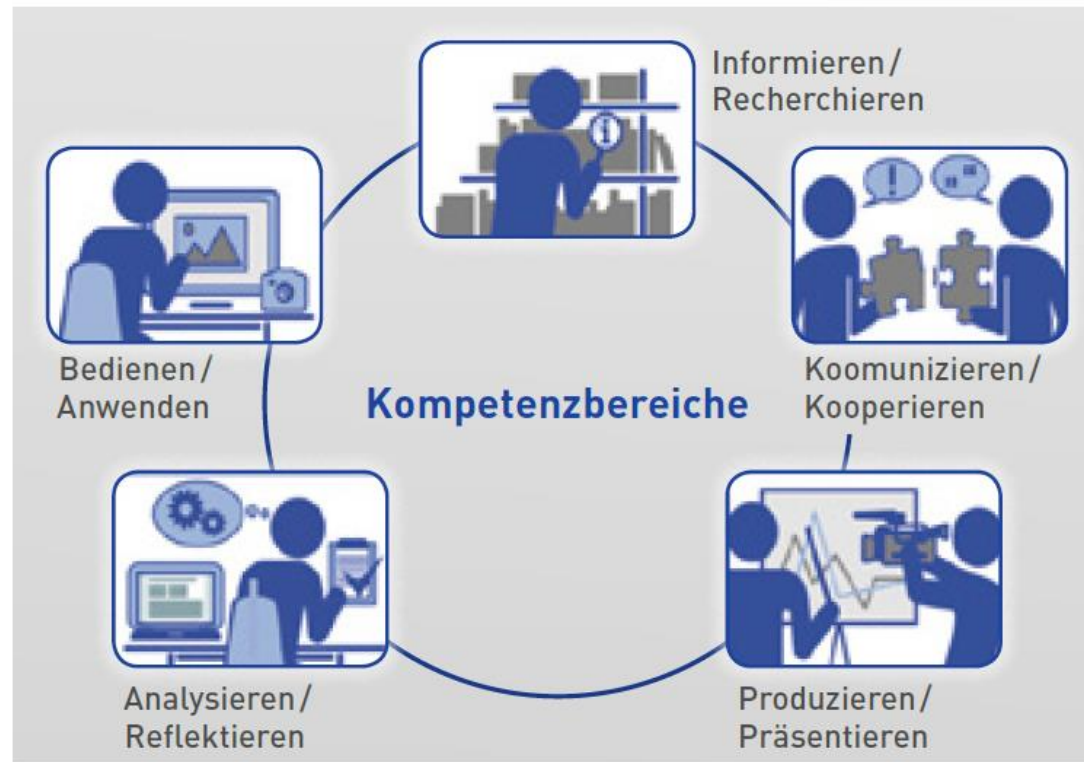 Informieren/
Recherchieren
Bedienen/
Anwenden
Koomunizieren/
Kooperieren
Kompetenzbereiche
Analysieren/
Reflektieren
Produzieren/
Präsentieren